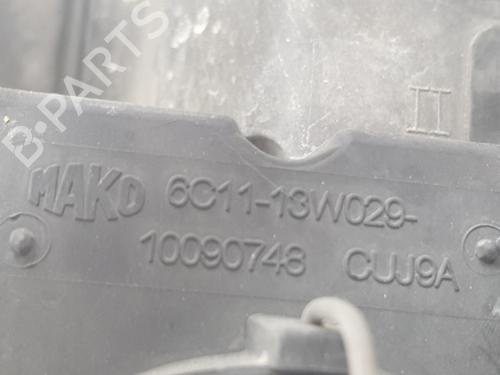 B-PARTS
II
MAKO 6C11-13W029-
10090748 CUJ9A